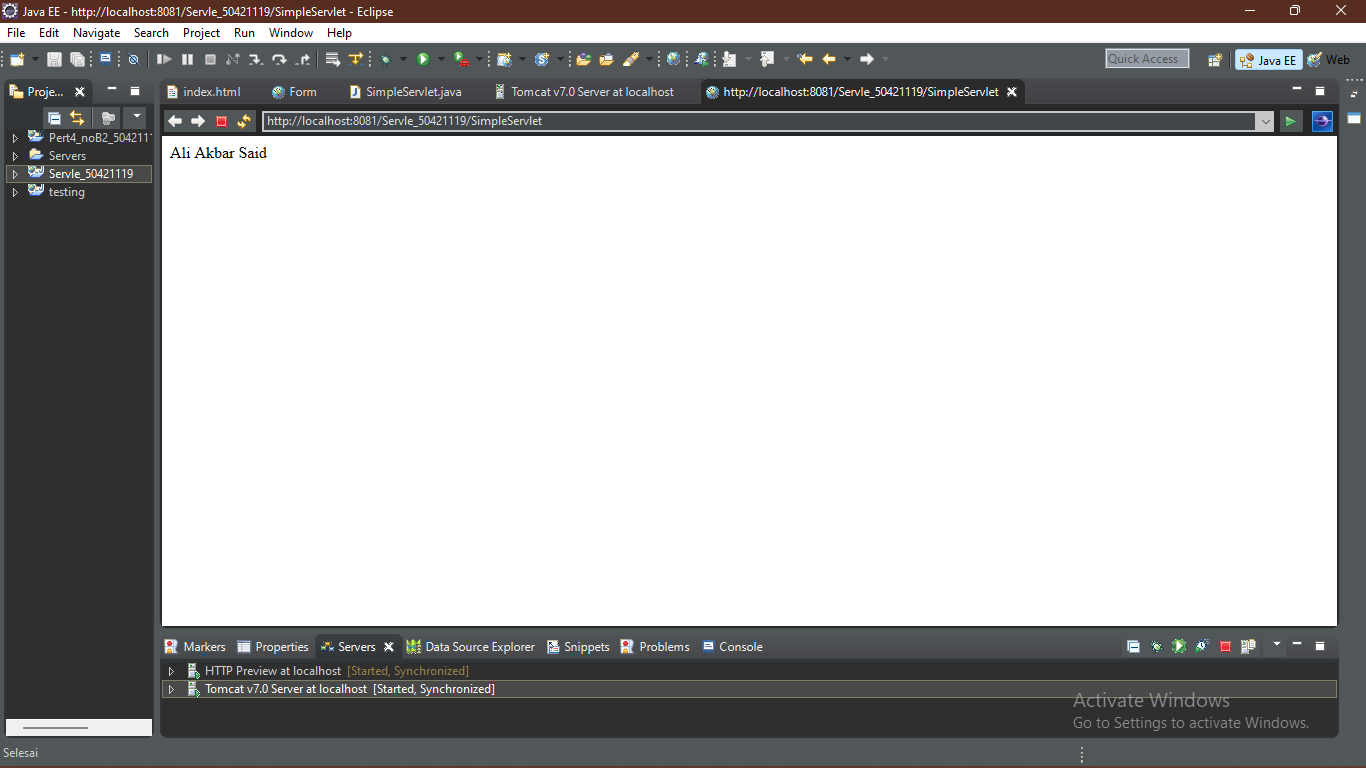 Java EE - http://localhost:8081/Servle_50421119/SimpleServlet - Eclipse
File Edit Navigate Search Project Run Window Help
Quick Access Java EE Web
Proje... index.html Form SimpleServlet.java Tomcat v7.0 Server at localhost http://localhost:8081/Servle_50421119/SimpleServlet
http://localhost:8081/Servle_50421119/SimpleServlet
Pert4_noB2_504211
Servers
Servle_50421119
testing
Ali Akbar Said
Markers Properties Servers Data Source Explorer Snippets Problems Console
HTTP Preview at localhost [Started, Synchronized]
Tomcat v7.0 Server at localhost [Started, Synchronized]
Activate Windows
Go to Settings to activate Windows.
Selesai